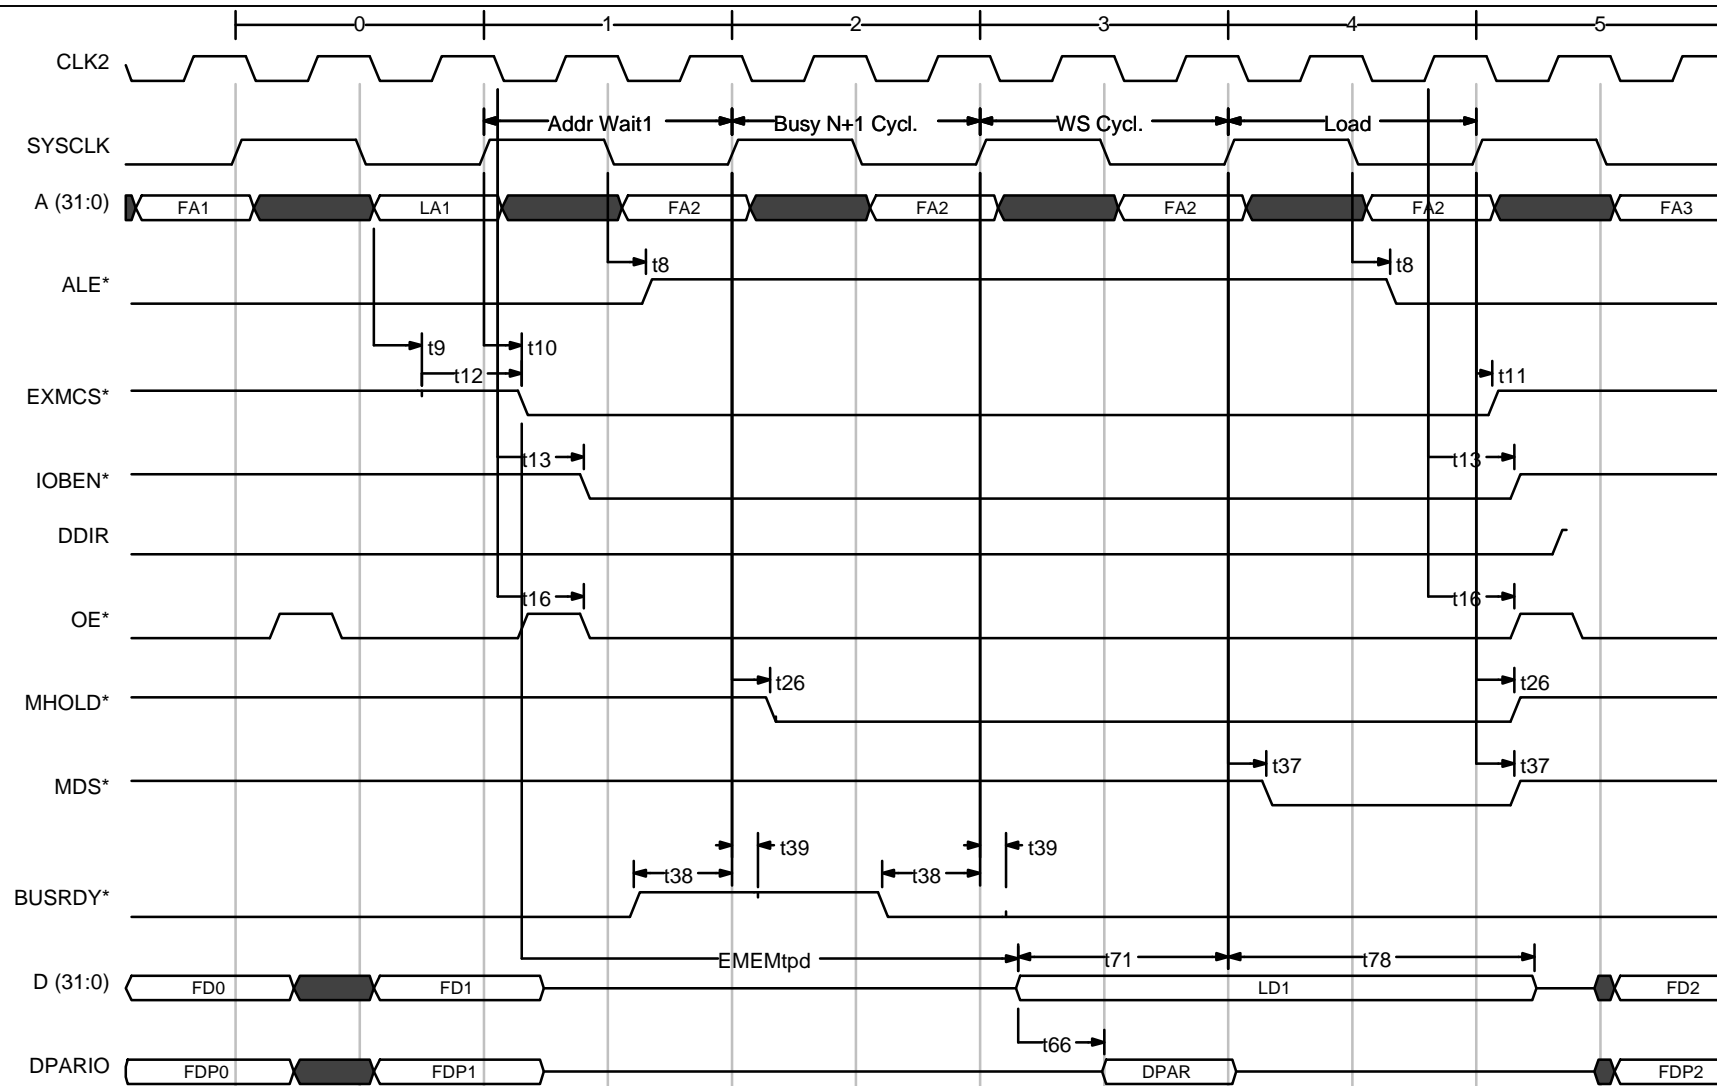 0 1 2 3 4 5
CLK2
Addr Wait1 Busy N+1 Cycl. WS Cycl. Load
SYSCLK
A (31:0) FA1 LA1 FA2 FA2 FA2 FA2 FA3
t8 t8
ALE*
t9 t10
t12 t11
EXMCS*
t13 t13
IOBEN*
DDIR
t16 t16
OE*
t26 t26
MHOLD*
t37 t37
MDS*
t39 t39
t38 t38
BUSRDY*
EMEMtpd t71 t78
D (31:0) FD0 FD1 LD1 FD2
t66
DPARIO FDP0 FDP1 DPAR FDP2